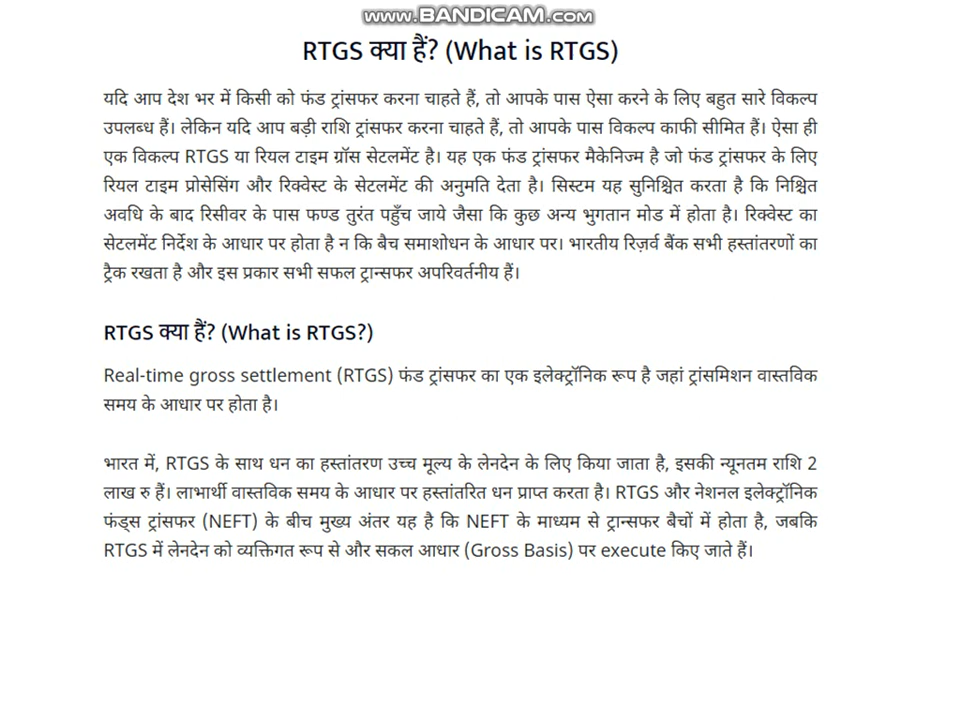 www.BANDICAM.com
RTGS क्या हैं? (What is RTGS)
यदि आप देश भर में किसी को फंड ट्रांसफर करना चाहते हैं, तो आपके पास ऐसा करने के लिए बहुत सारे विकल्प
उपलब्ध हैं। लेकिन यदि आप बड़ी राशि ट्रांसफर करना चाहते हैं, तो आपके पास विकल्प काफी सीमित हैं। ऐसा ही
एक विकल्प RTGS या रियल टाइम ग्रॉस सेटलमेंट है। यह एक फंड ट्रांसफर मैकेनिज्म है जो फंड ट्रांसफर के लिए
रियल टाइम प्रोसेसिंग और रिक्वेस्ट के सेटलमेंट की अनुमति देता है। सिस्टम यह सुनिश्चित करता है कि निश्चित
अवधि के बाद रिसीवर के पास फण्ड तुरंत पहुँच जाये जैसा कि कुछ अन्य भुगतान मोड में होता है। रिक्वेस्ट का
सेटलमेंट निर्देश के आधार पर होता है न कि बैच समाशोधन के आधार पर। भारतीय रिज़र्व बैंक सभी हस्तांतरणों का
ट्रैक रखता है और इस प्रकार सभी सफल ट्रान्सफर अपरिवर्तनीय हैं।
RTGS क्या हैं? (What is RTGS?)
Real-time gross settlement (RTGS) फंड ट्रांसफर का एक इलेक्ट्रॉनिक रूप है जहां ट्रांसमिशन वास्तविक
समय के आधार पर होता है।
भारत में, RTGS के साथ धन का हस्तांतरण उच्च मूल्य के लेनदेन के लिए किया जाता है, इसकी न्यूनतम राशि 2
लाख रु हैं। लाभार्थी वास्तविक समय के आधार पर हस्तांतरित धन प्राप्त करता है। RTGS और नेशनल इलेक्ट्रॉनिक
फंड्स ट्रांसफर (NEFT) के बीच मुख्य अंतर यह है कि NEFT के माध्यम से ट्रान्सफर बैचों में होता है, जबकि
RTGS में लेनदेन को व्यक्तिगत रूप से और सकल आधार (Gross Basis) पर execute किए जाते हैं।